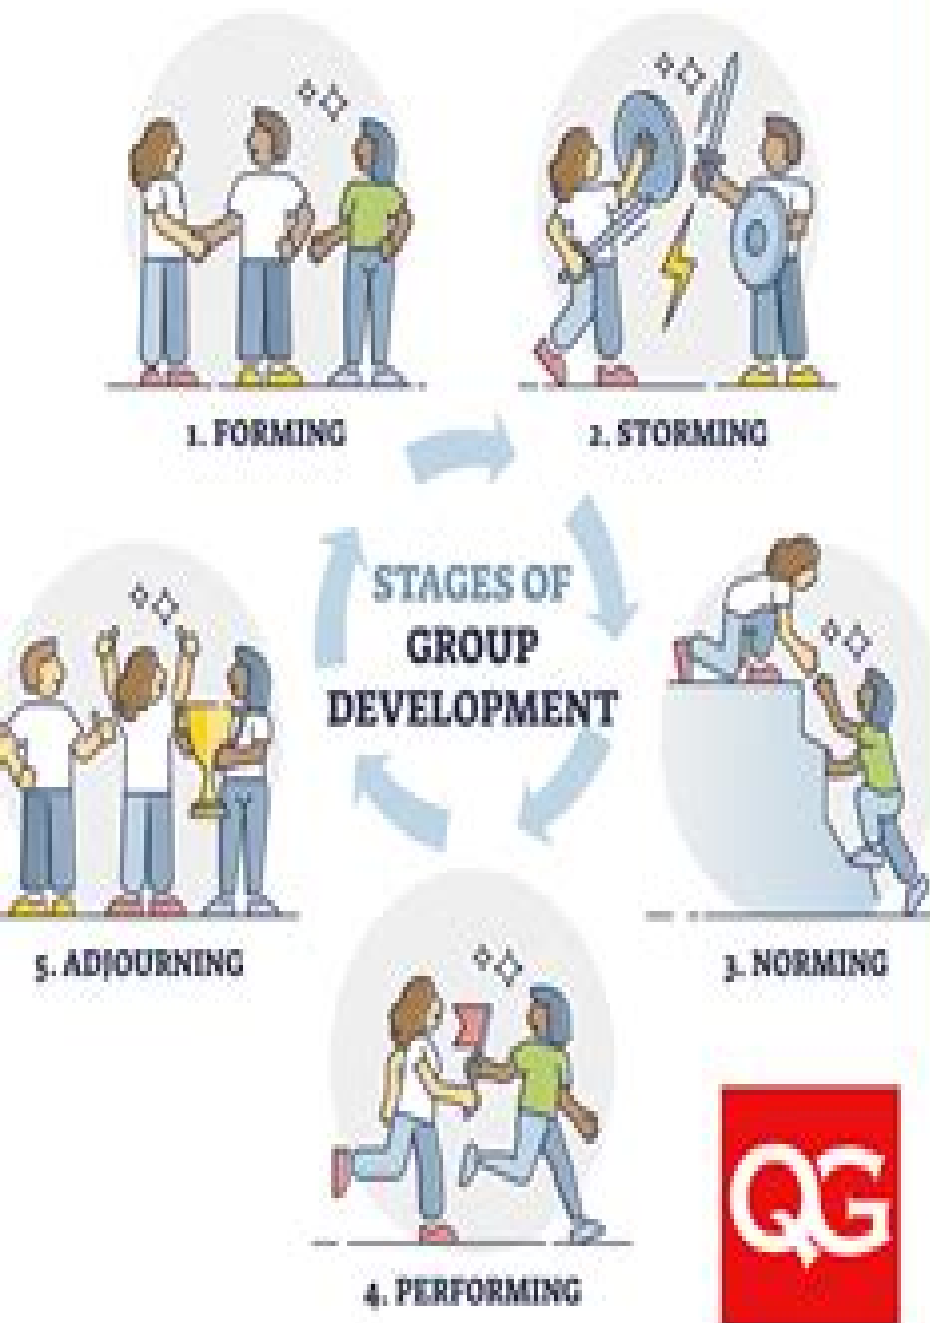 1. FORMING
2. STORMING
STAGES OF
GROUP
DEVELOPMENT
5. ADJOURNING
3. NORMING
4. PERFORMING
QG